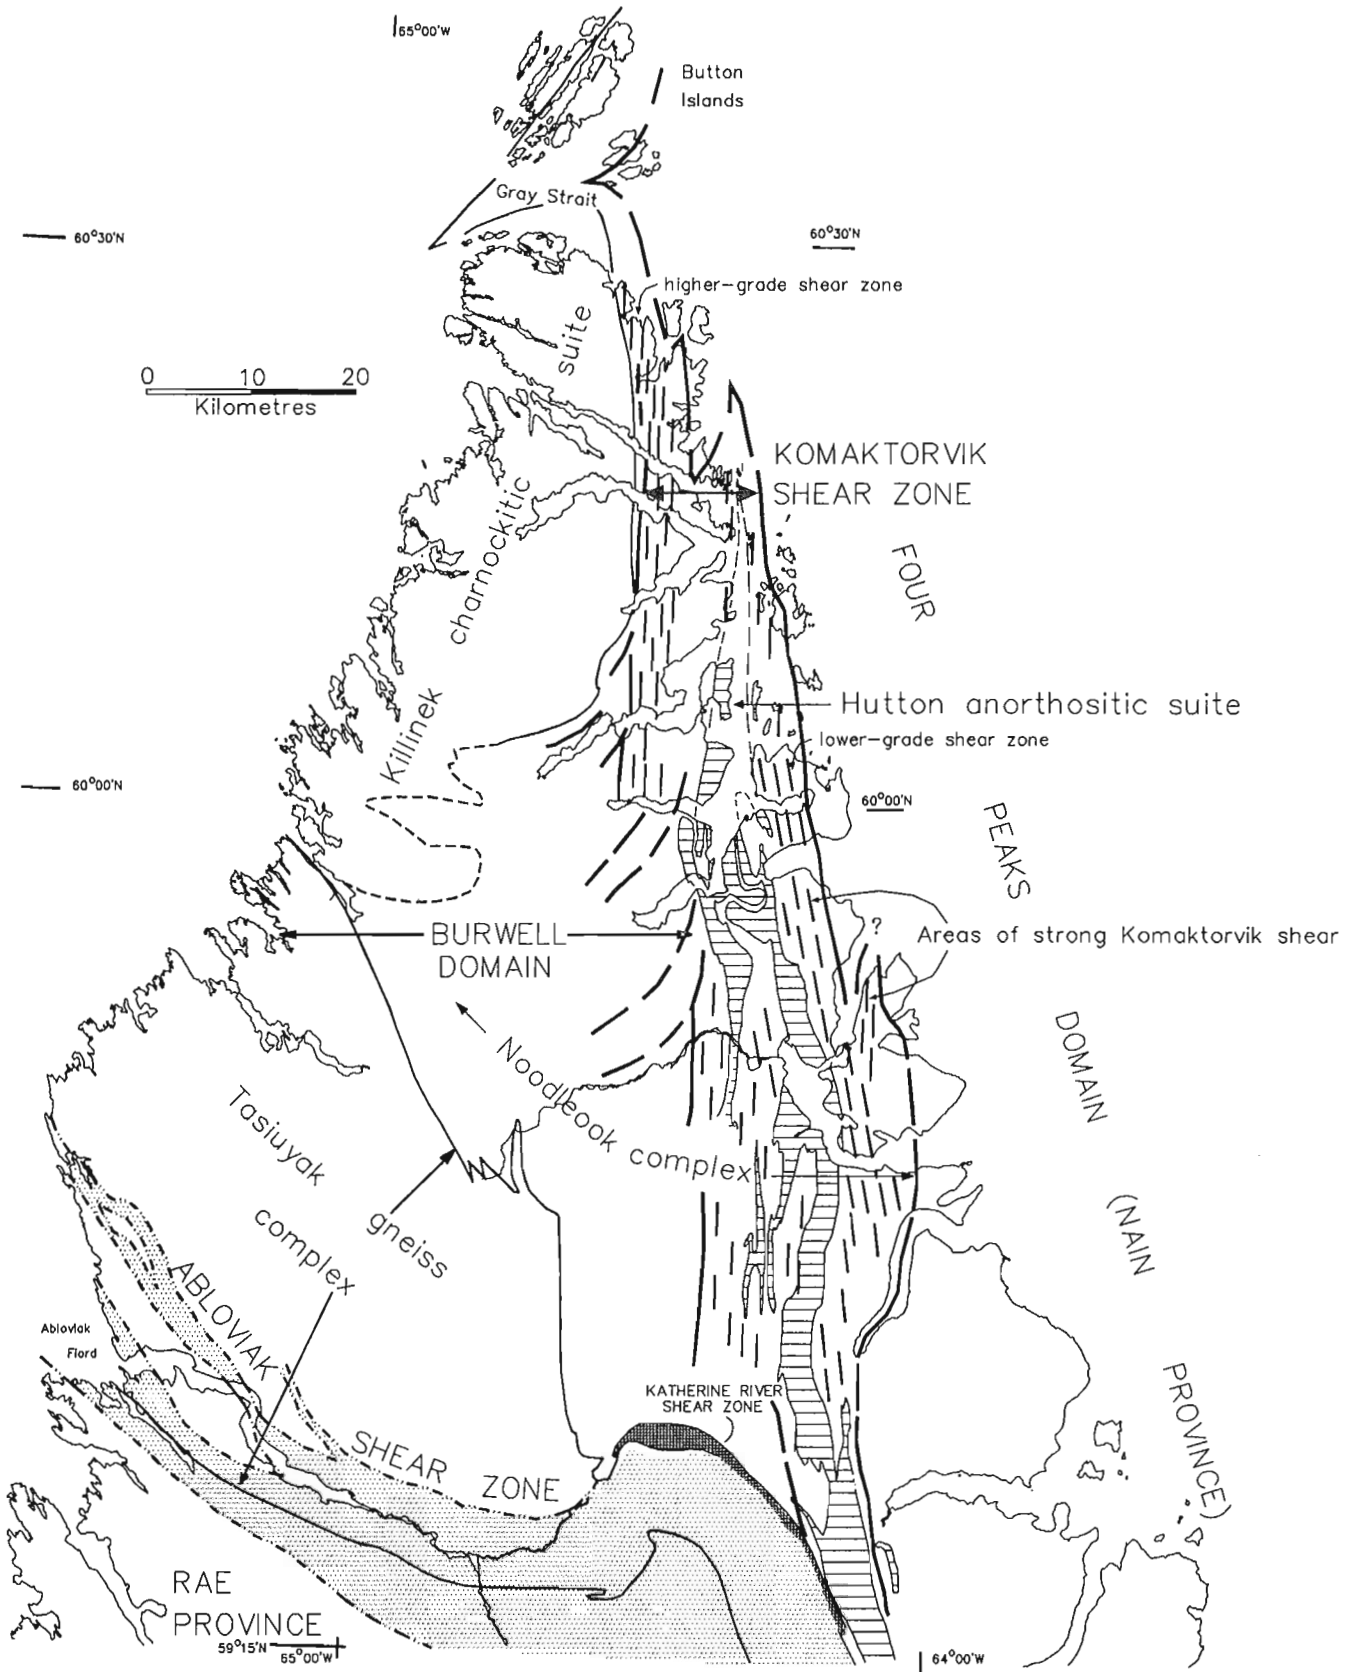 65°00'W
Button
Islands
Gray Strait
60°30'N
60°30'N
higher-grade shear zone
suite
0 10 20
Kilometres
KOMAKTORVIK
SHEAR ZONE
charnockitic
FOUR
Killinek
Hutton anorthositic suite
lower-grade shear zone
60°00'N
60°00'N
PEAKS
BURWELL
DOMAIN
?
Areas of strong Komaktorvik shear
DOMAIN
Noodleook complex
Tasiuyak
gneiss
complex
(NAIN
ABLOVIAK
Abloviak
Fiord
KATHERINE RIVER
SHEAR ZONE
PROVINCE)
SHEAR ZONE
RAE
PROVINCE
59°15'N
65°00'W
64°00'W